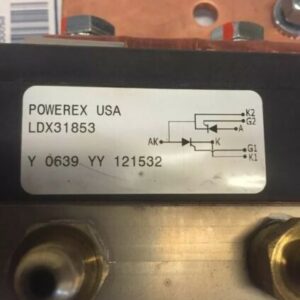 POWEREX USA
LDX31853
Y 0639 YY 121532
K2
G2
A
AK
K
G1
K1